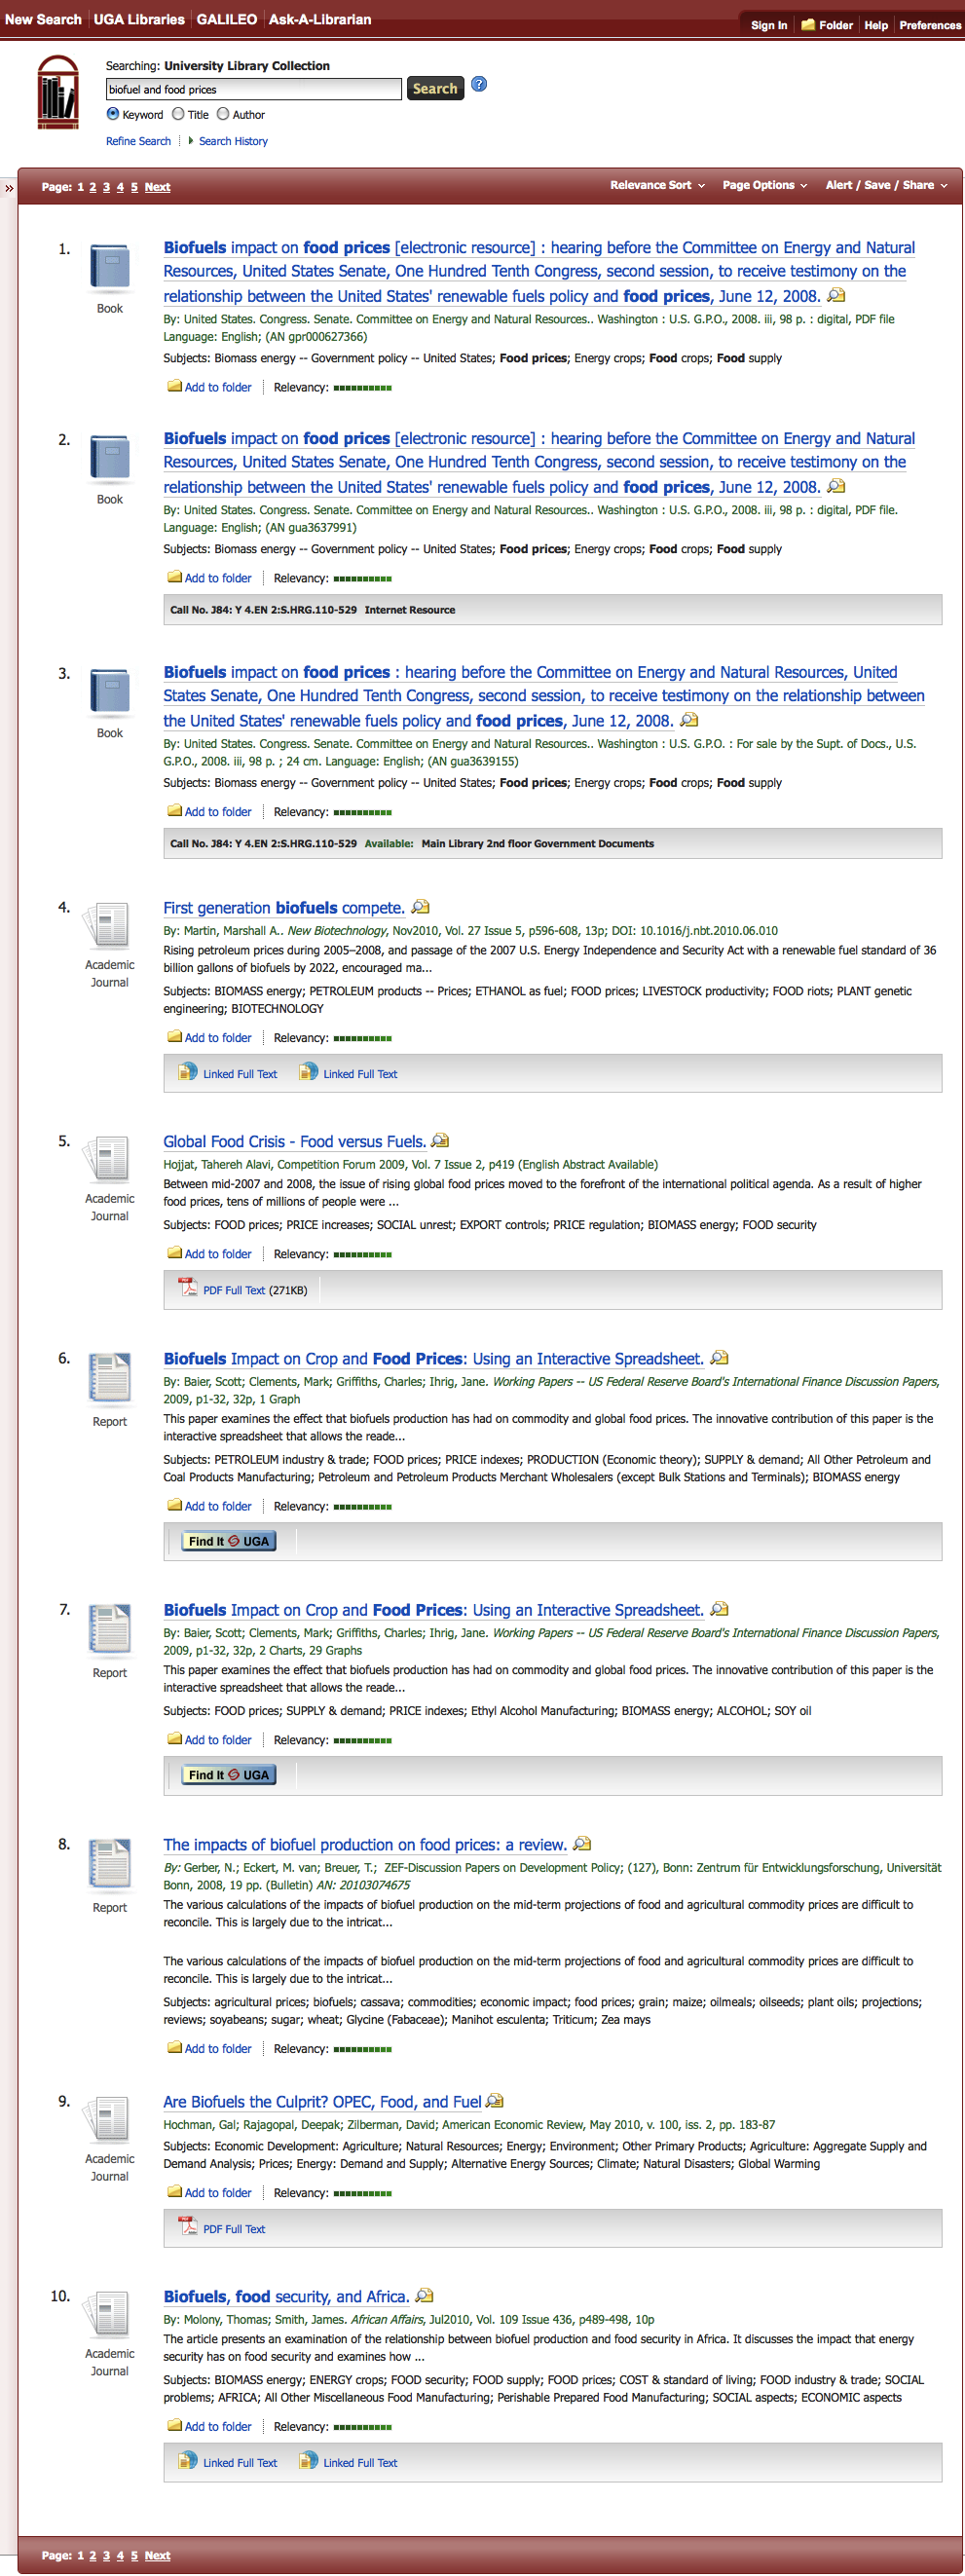 New Search UGA Libraries GALILEO Ask-A-Librarian
Sign In Folder Help Preferences
Searching: University Library Collection
biofuel and food prices Search ?
Keyword Title Author
Refine Search Search History
» Page: 1 2 3 4 5 Next Relevance Sort Page Options Alert / Save / Share
1. Biofuels impact on food prices [electronic resource] : hearing before the Committee on Energy and Natural
Resources, United States Senate, One Hundred Tenth Congress, second session, to receive testimony on the
relationship between the United States' renewable fuels policy and food prices, June 12, 2008.
Book
By: United States. Congress. Senate. Committee on Energy and Natural Resources.. Washington : U.S. G.P.O., 2008. iii, 98 p. : digital, PDF file
Language: English; (AN gpr000627366)
Subjects: Biomass energy -- Government policy -- United States; Food prices; Energy crops; Food crops; Food supply
Add to folder Relevancy:
2. Biofuels impact on food prices [electronic resource] : hearing before the Committee on Energy and Natural
Resources, United States Senate, One Hundred Tenth Congress, second session, to receive testimony on the
relationship between the United States' renewable fuels policy and food prices, June 12, 2008.
Book
By: United States. Congress. Senate. Committee on Energy and Natural Resources.. Washington : U.S. G.P.O., 2008. iii, 98 p. : digital, PDF file.
Language: English; (AN gua3637991)
Subjects: Biomass energy -- Government policy -- United States; Food prices; Energy crops; Food crops; Food supply
Add to folder Relevancy:
Call No. J84: Y 4.EN 2:S.HRG.110-529 Internet Resource
3. Biofuels impact on food prices : hearing before the Committee on Energy and Natural Resources, United
States Senate, One Hundred Tenth Congress, second session, to receive testimony on the relationship between
the United States' renewable fuels policy and food prices, June 12, 2008.
Book
By: United States. Congress. Senate. Committee on Energy and Natural Resources.. Washington : U.S. G.P.O. : For sale by the Supt. of Docs., U.S.
G.P.O., 2008. iii, 98 p. ; 24 cm. Language: English; (AN gua3639155)
Subjects: Biomass energy -- Government policy -- United States; Food prices; Energy crops; Food crops; Food supply
Add to folder Relevancy:
Call No. J84: Y 4.EN 2:S.HRG.110-529 Available: Main Library 2nd floor Government Documents
4. First generation biofuels compete.
Academic
Journal
By: Martin, Marshall A.. New Biotechnology, Nov2010, Vol. 27 Issue 5, p596-608, 13p; DOI: 10.1016/j.nbt.2010.06.010
Rising petroleum prices during 2005–2008, and passage of the 2007 U.S. Energy Independence and Security Act with a renewable fuel standard of 36
billion gallons of biofuels by 2022, encouraged ma...
Subjects: BIOMASS energy; PETROLEUM products -- Prices; ETHANOL as fuel; FOOD prices; LIVESTOCK productivity; FOOD riots; PLANT genetic
engineering; BIOTECHNOLOGY
Add to folder Relevancy:
Linked Full Text Linked Full Text
5. Global Food Crisis - Food versus Fuels.
Academic
Journal
Hojjat, Tahereh Alavi, Competition Forum 2009, Vol. 7 Issue 2, p419 (English Abstract Available)
Between mid-2007 and 2008, the issue of rising global food prices moved to the forefront of the international political agenda. As a result of higher
food prices, tens of millions of people were ...
Subjects: FOOD prices; PRICE increases; SOCIAL unrest; EXPORT controls; PRICE regulation; BIOMASS energy; FOOD security
Add to folder Relevancy:
PDF Full Text (271KB)
6. Biofuels Impact on Crop and Food Prices: Using an Interactive Spreadsheet.
Report
By: Baier, Scott; Clements, Mark; Griffiths, Charles; Ihrig, Jane. Working Papers -- US Federal Reserve Board's International Finance Discussion Papers,
2009, p1-32, 32p, 1 Graph
This paper examines the effect that biofuels production has had on commodity and global food prices. The innovative contribution of this paper is the
interactive spreadsheet that allows the reade...
Subjects: PETROLEUM industry & trade; FOOD prices; PRICE indexes; PRODUCTION (Economic theory); SUPPLY & demand; All Other Petroleum and
Coal Products Manufacturing; Petroleum and Petroleum Products Merchant Wholesalers (except Bulk Stations and Terminals); BIOMASS energy
Add to folder Relevancy:
Find It UGA
7. Biofuels Impact on Crop and Food Prices: Using an Interactive Spreadsheet.
Report
By: Baier, Scott; Clements, Mark; Griffiths, Charles; Ihrig, Jane. Working Papers -- US Federal Reserve Board's International Finance Discussion Papers,
2009, p1-32, 32p, 2 Charts, 29 Graphs
This paper examines the effect that biofuels production has had on commodity and global food prices. The innovative contribution of this paper is the
interactive spreadsheet that allows the reade...
Subjects: FOOD prices; SUPPLY & demand; PRICE indexes; Ethyl Alcohol Manufacturing; BIOMASS energy; ALCOHOL; SOY oil
Add to folder Relevancy:
Find It UGA
8. The impacts of biofuel production on food prices: a review.
Report
By: Gerber, N.; Eckert, M. van; Breuer, T.; ZEF-Discussion Papers on Development Policy; (127), Bonn: Zentrum für Entwicklungsforschung, Universität
Bonn, 2008, 19 pp. (Bulletin) AN: 20103074675
The various calculations of the impacts of biofuel production on the mid-term projections of food and agricultural commodity prices are difficult to
reconcile. This is largely due to the intricat...
The various calculations of the impacts of biofuel production on the mid-term projections of food and agricultural commodity prices are difficult to
reconcile. This is largely due to the intricat...
Subjects: agricultural prices; biofuels; cassava; commodities; economic impact; food prices; grain; maize; oilmeals; oilseeds; plant oils; projections;
reviews; soyabeans; sugar; wheat; Glycine (Fabaceae); Manihot esculenta; Triticum; Zea mays
Add to folder Relevancy:
9. Are Biofuels the Culprit? OPEC, Food, and Fuel
Academic
Journal
Hochman, Gal; Rajagopal, Deepak; Zilberman, David; American Economic Review, May 2010, v. 100, iss. 2, pp. 183-87
Subjects: Economic Development: Agriculture; Natural Resources; Energy; Environment; Other Primary Products; Agriculture: Aggregate Supply and
Demand Analysis; Prices; Energy: Demand and Supply; Alternative Energy Sources; Climate; Natural Disasters; Global Warming
Add to folder Relevancy:
PDF Full Text
10. Biofuels, food security, and Africa.
Academic
Journal
By: Molony, Thomas; Smith, James. African Affairs, Jul2010, Vol. 109 Issue 436, p489-498, 10p
The article presents an examination of the relationship between biofuel production and food security in Africa. It discusses the impact that energy
security has on food security and examines how ...
Subjects: BIOMASS energy; ENERGY crops; FOOD security; FOOD supply; FOOD prices; COST & standard of living; FOOD industry & trade; SOCIAL
problems; AFRICA; All Other Miscellaneous Food Manufacturing; Perishable Prepared Food Manufacturing; SOCIAL aspects; ECONOMIC aspects
Add to folder Relevancy:
Linked Full Text Linked Full Text
Page: 1 2 3 4 5 Next